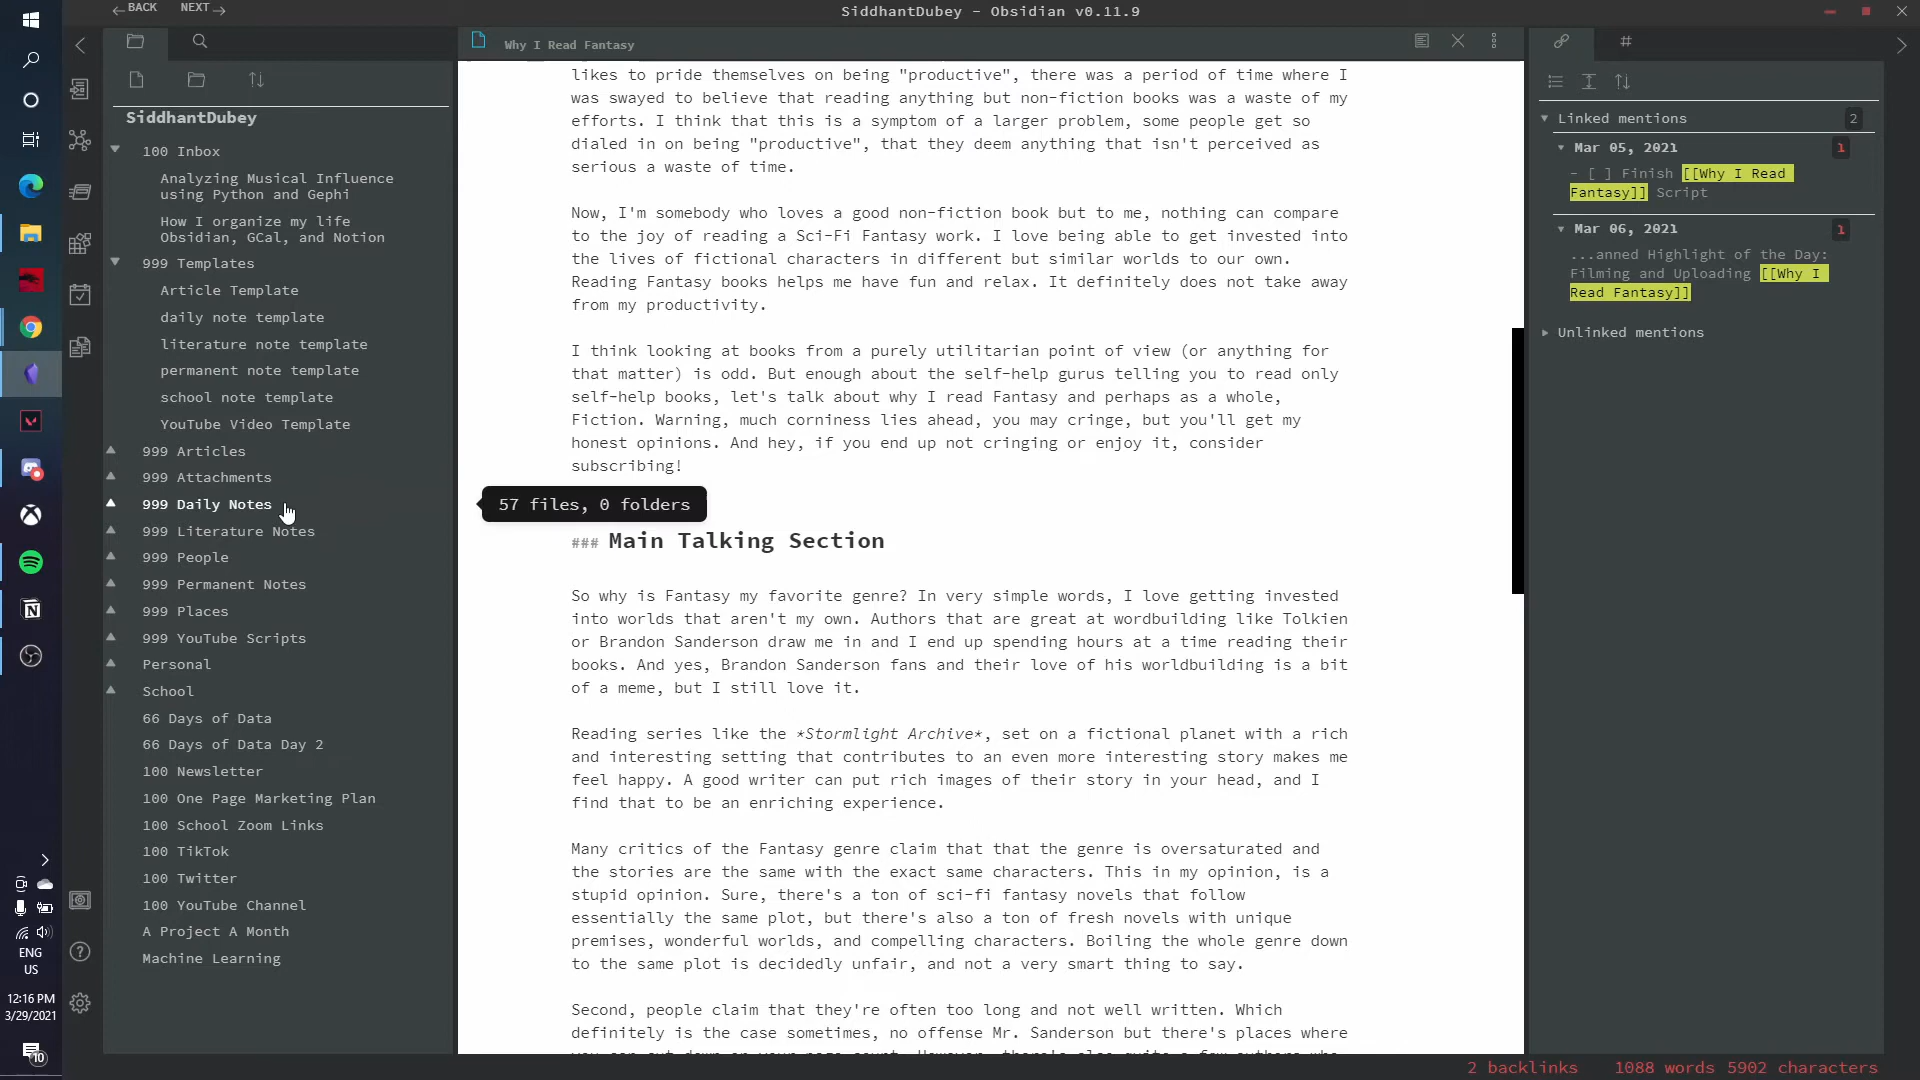 BACK
NEXT
SiddhantDubey - Obsidian v0.11.9
SiddhantDubey
100 Inbox
Analyzing Musical Influence
using Python and Gephi
How I organize my life
Obsidian, GCal, and Notion
999 Templates
Article Template
daily note template
literature note template
permanent note template
school note template
YouTube Video Template
999 Articles
999 Attachments
999 Daily Notes
999 Literature Notes
999 People
999 Permanent Notes
999 Places
999 YouTube Scripts
Personal
School
66 Days of Data
66 Days of Data Day 2
100 Newsletter
100 One Page Marketing Plan
100 School Zoom Links
100 TikTok
100 Twitter
100 YouTube Channel
A Project A Month
Machine Learning
57 files, 0 folders
Why I Read Fantasy
likes to pride themselves on being "productive", there was a period of time where I
was swayed to believe that reading anything but non-fiction books was a waste of my
efforts. I think that this is a symptom of a larger problem, some people get so
dialed in on being "productive", that they deem anything that isn't perceived as
serious a waste of time.
Now, I'm somebody who loves a good non-fiction book but to me, nothing can compare
to the joy of reading a Sci-Fi Fantasy work. I love being able to get invested into
the lives of fictional characters in different but similar worlds to our own.
Reading Fantasy books helps me have fun and relax. It definitely does not take away
from my productivity.
I think looking at books from a purely utilitarian point of view (or anything for
that matter) is odd. But enough about the self-help gurus telling you to read only
self-help books, let's talk about why I read Fantasy and perhaps as a whole,
Fiction. Warning, much corniness lies ahead, you may cringe, but you'll get my
honest opinions. And hey, if you end up not cringing or enjoy it, consider
subscribing!
### Main Talking Section
So why is Fantasy my favorite genre? In very simple words, I love getting invested
into worlds that aren't my own. Authors that are great at wordbuilding like Tolkien
or Brandon Sanderson draw me in and I end up spending hours at a time reading their
books. And yes, Brandon Sanderson fans and their love of his worldbuilding is a bit
of a meme, but I still love it.
Reading series like the *Stormlight Archive*, set on a fictional planet with a rich
and interesting setting that contributes to an even more interesting story makes me
feel happy. A good writer can put rich images of their story in your head, and I
find that to be an enriching experience.
Many critics of the Fantasy genre claim that that the genre is oversaturated and
the stories are the same with the exact same characters. This in my opinion, is a
stupid opinion. Sure, there's a ton of sci-fi fantasy novels that follow
essentially the same plot, but there's also a ton of fresh novels with unique
premises, wonderful worlds, and compelling characters. Boiling the whole genre down
to the same plot is decidedly unfair, and not a very smart thing to say.
Second, people claim that they're often too long and not well written. Which
definitely is the case sometimes, no offense Mr. Sanderson but there's places where
Linked mentions 2
Mar 05, 2021 1
- [ ] Finish [[Why I Read
Fantasy]] Script
Mar 06, 2021 1
...anned Highlight of the Day:
Filming and Uploading [[Why I
Read Fantasy]]
Unlinked mentions
2 backlinks 1088 words 5902 characters
ENG
US
12:16 PM
3/29/2021
10